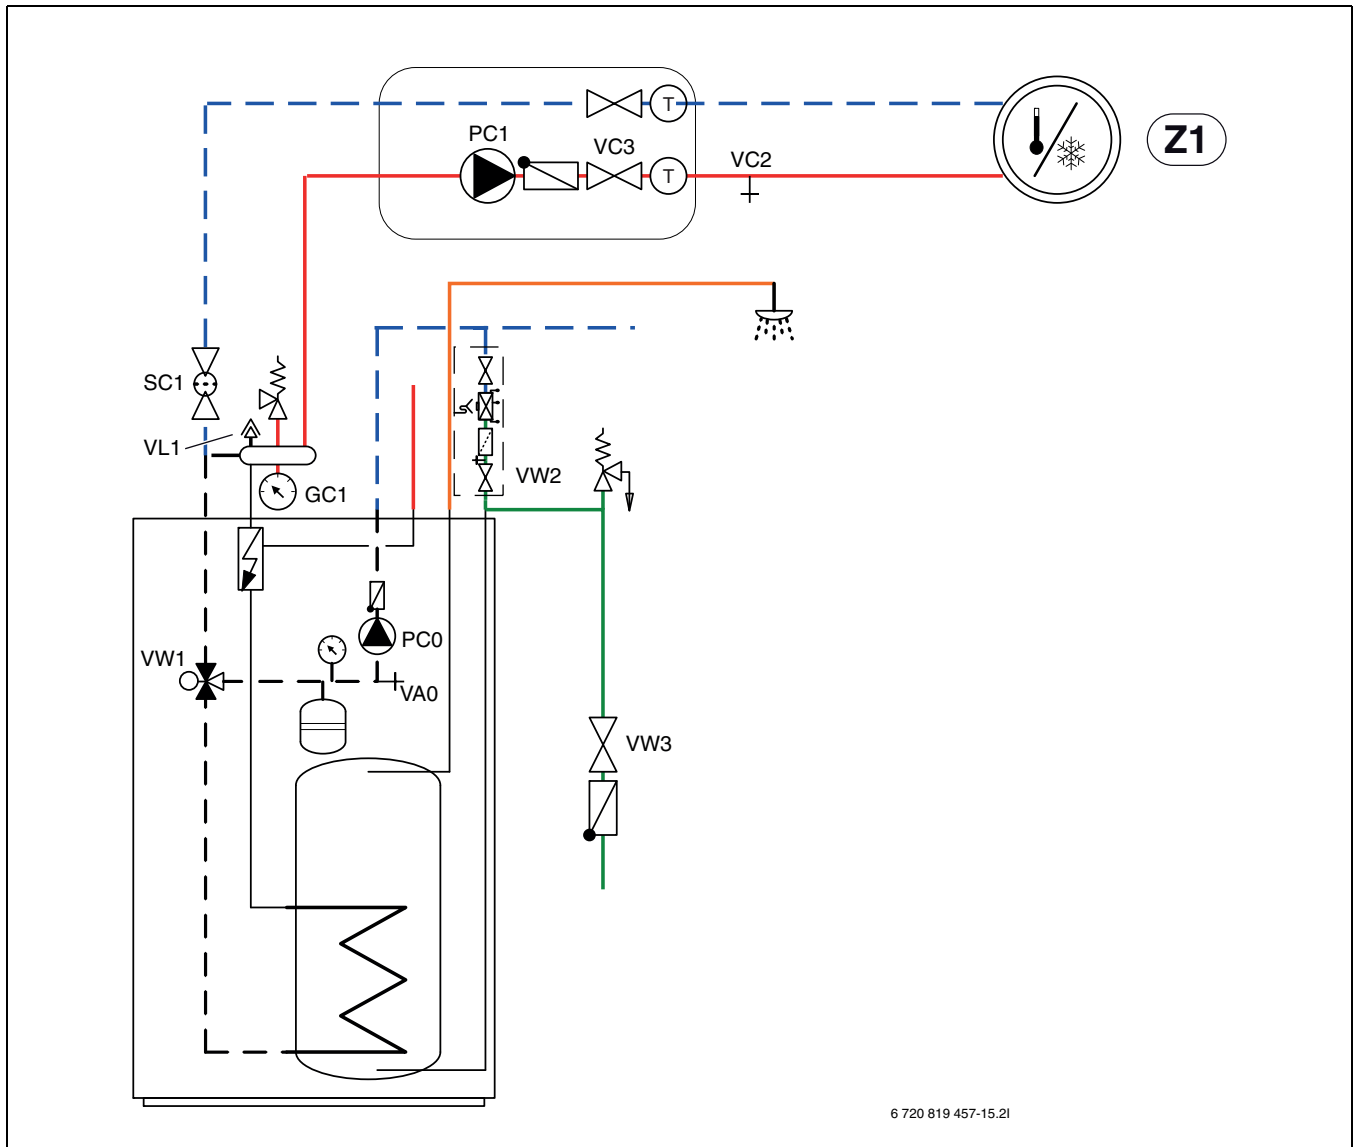 T
PC1
VC3
T
VC2
Z1
SC1
VL1
GC1
VW2
PC0
VW1
VA0
VW3
6 720 819 457-15.2I